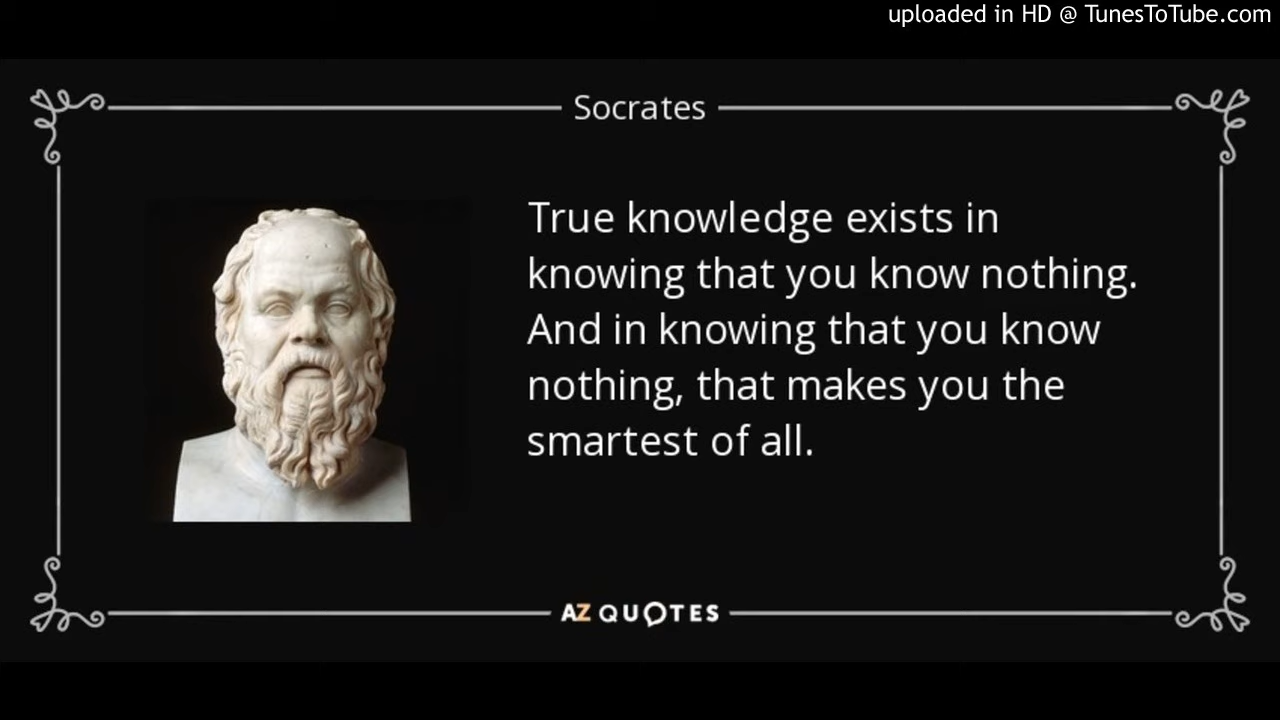 uploaded in HD @ TunesToTube.com
Socrates
True knowledge exists in
knowing that you know nothing.
And in knowing that you know
nothing, that makes you the
smartest of all.
AZ QUOTES